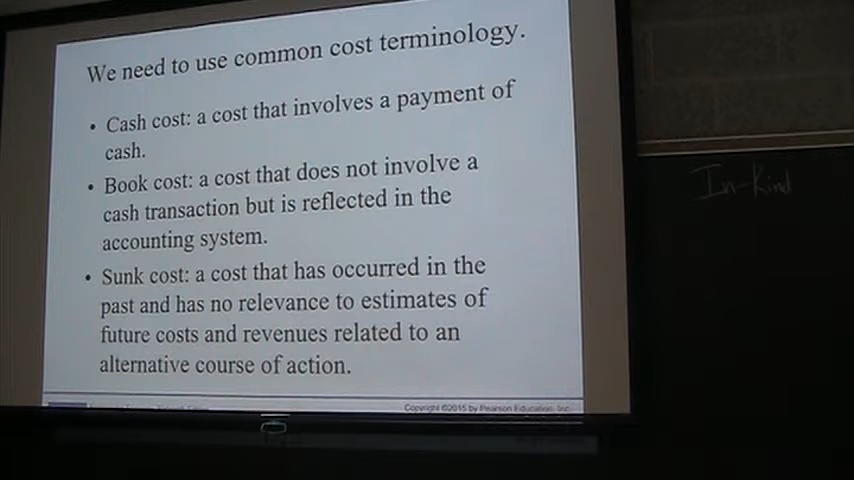 We need to use common cost terminology.
• Cash cost: a cost that involves a payment of
cash.
• Book cost: a cost that does not involve a
cash transaction but is reflected in the
accounting system.
• Sunk cost: a cost that has occurred in the
past and has no relevance to estimates of
future costs and revenues related to an
alternative course of action.
Copyright ©2015 by Pearson Education, Inc.
In-Kind